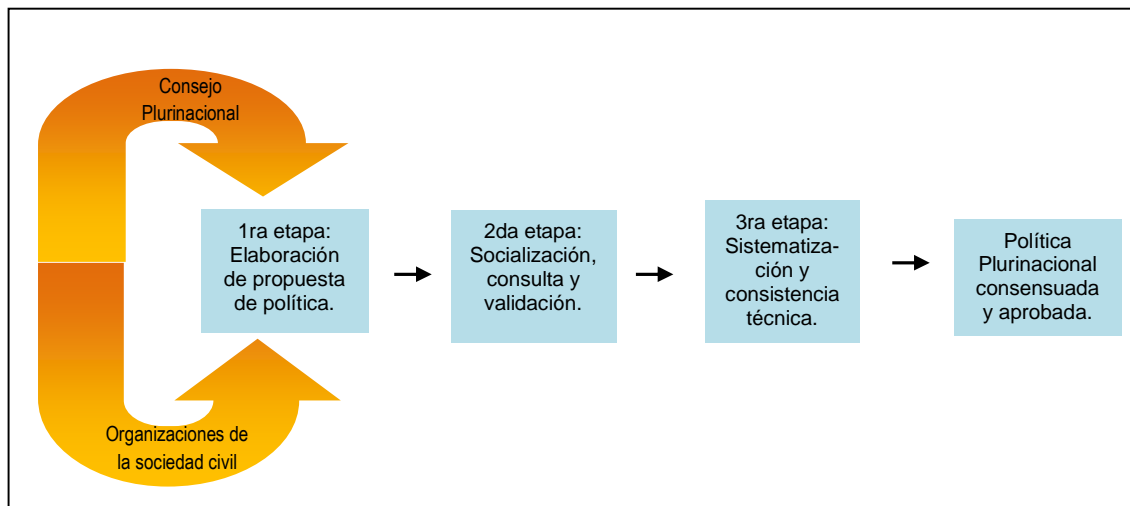 Consejo
Plurinacional
1ra etapa:
Elaboración
de propuesta
de política.
2da etapa:
Socialización,
consulta y
validación.
3ra etapa:
Sistematiza-
ción y
consistencia
técnica.
Política
Plurinacional
consensuada
y aprobada.
Organizaciones de
la sociedad civil